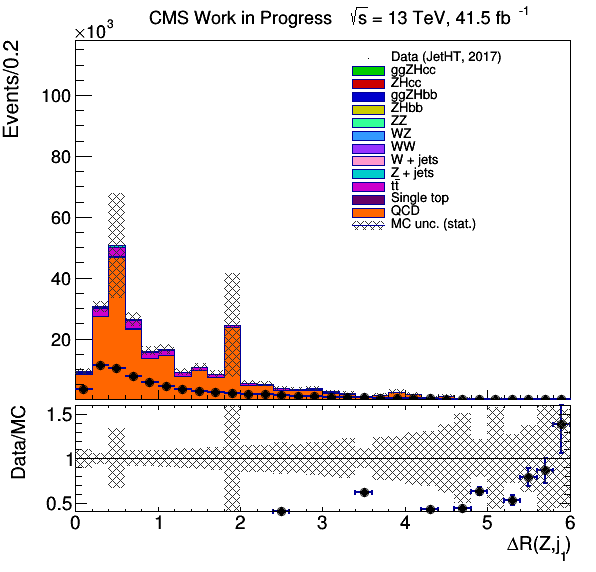 CMS Work in Progress √s = 13 TeV, 41.5 fb⁻¹
×10³
Events/0.2
100
80
60
40
20
Data (JetHT, 2017)
ggZHcc
ZHcc
ggZHbb
ZHbb
ZZ
WZ
WW
W + jets
Z + jets
tt̄
Single top
QCD
MC unc. (stat.)
Data/MC
1.5
1
0.5
0 1 2 3 4 5 6
ΔR(Z,j₁)